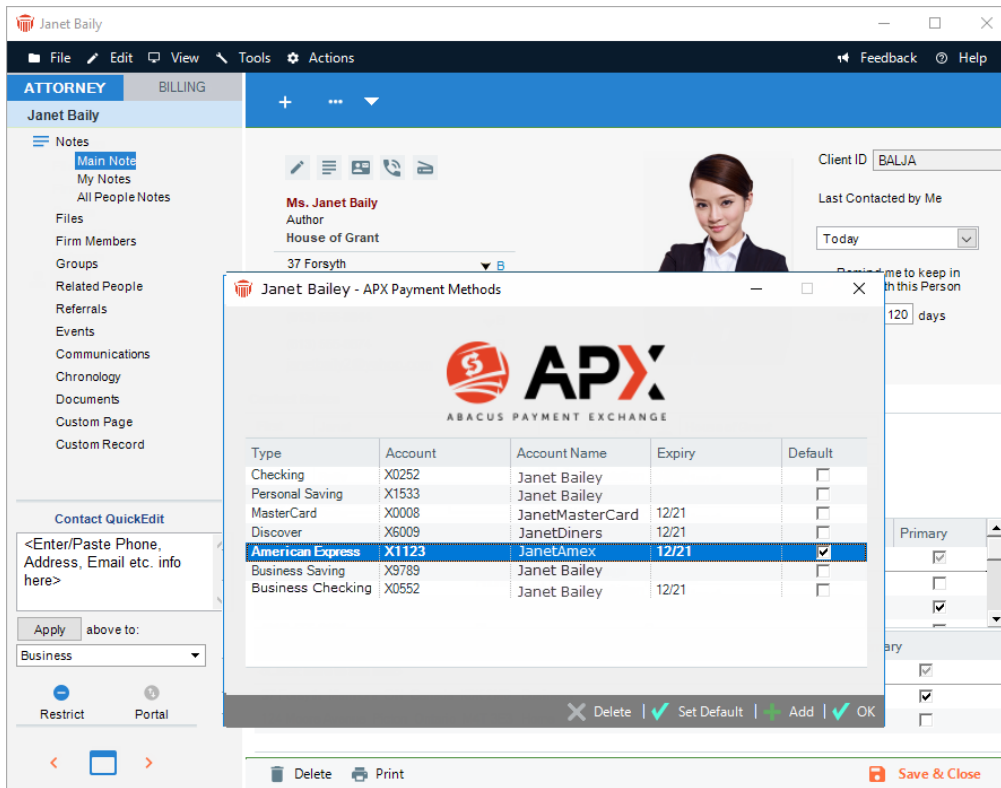 Janet Baily
File Edit View Tools Actions Feedback Help
ATTORNEY BILLING
Janet Baily
Notes
Main Note
My Notes
All People Notes
Files
Firm Members
Groups
Related People
Referrals
Events
Communications
Chronology
Documents
Custom Page
Custom Record
Contact QuickEdit
<Enter/Paste Phone,
Address, Email etc. info
here>
Apply above to:
Business
Restrict Portal
Ms. Janet Baily
Author
House of Grant
37 Forsyth B
Client ID BALJA
Last Contacted by Me
Today
me to keep in
this Person
120 days
Janet Bailey - APX Payment Methods
APX
ABACUS PAYMENT EXCHANGE
Type Account Account Name Expiry Default
Checking X0252 Janet Bailey
Personal Saving X1533 Janet Bailey
MasterCard X0008 JanetMasterCard 12/21
Discover X6009 JanetDiners 12/21
American Express X1123 JanetAmex 12/21
Business Saving X9789 Janet Bailey
Business Checking X0552 Janet Bailey 12/21
Delete Set Default Add OK
Primary
ary
Delete Print Save & Close